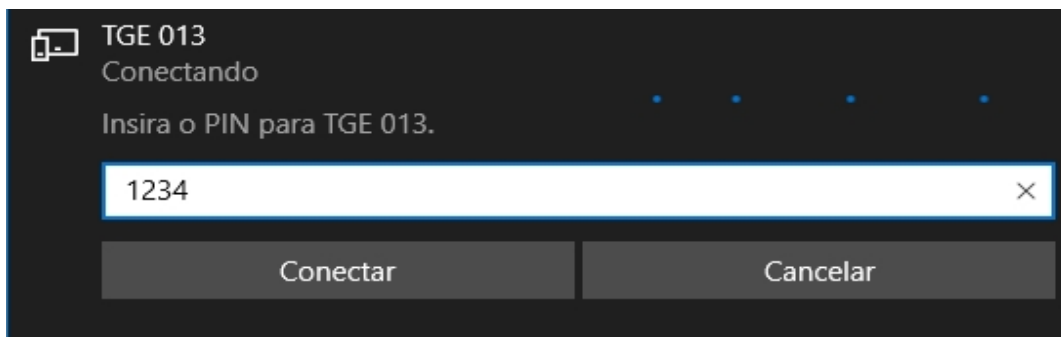 TGE 013
Conectando
Insira o PIN para TGE 013.
1234
Conectar Cancelar